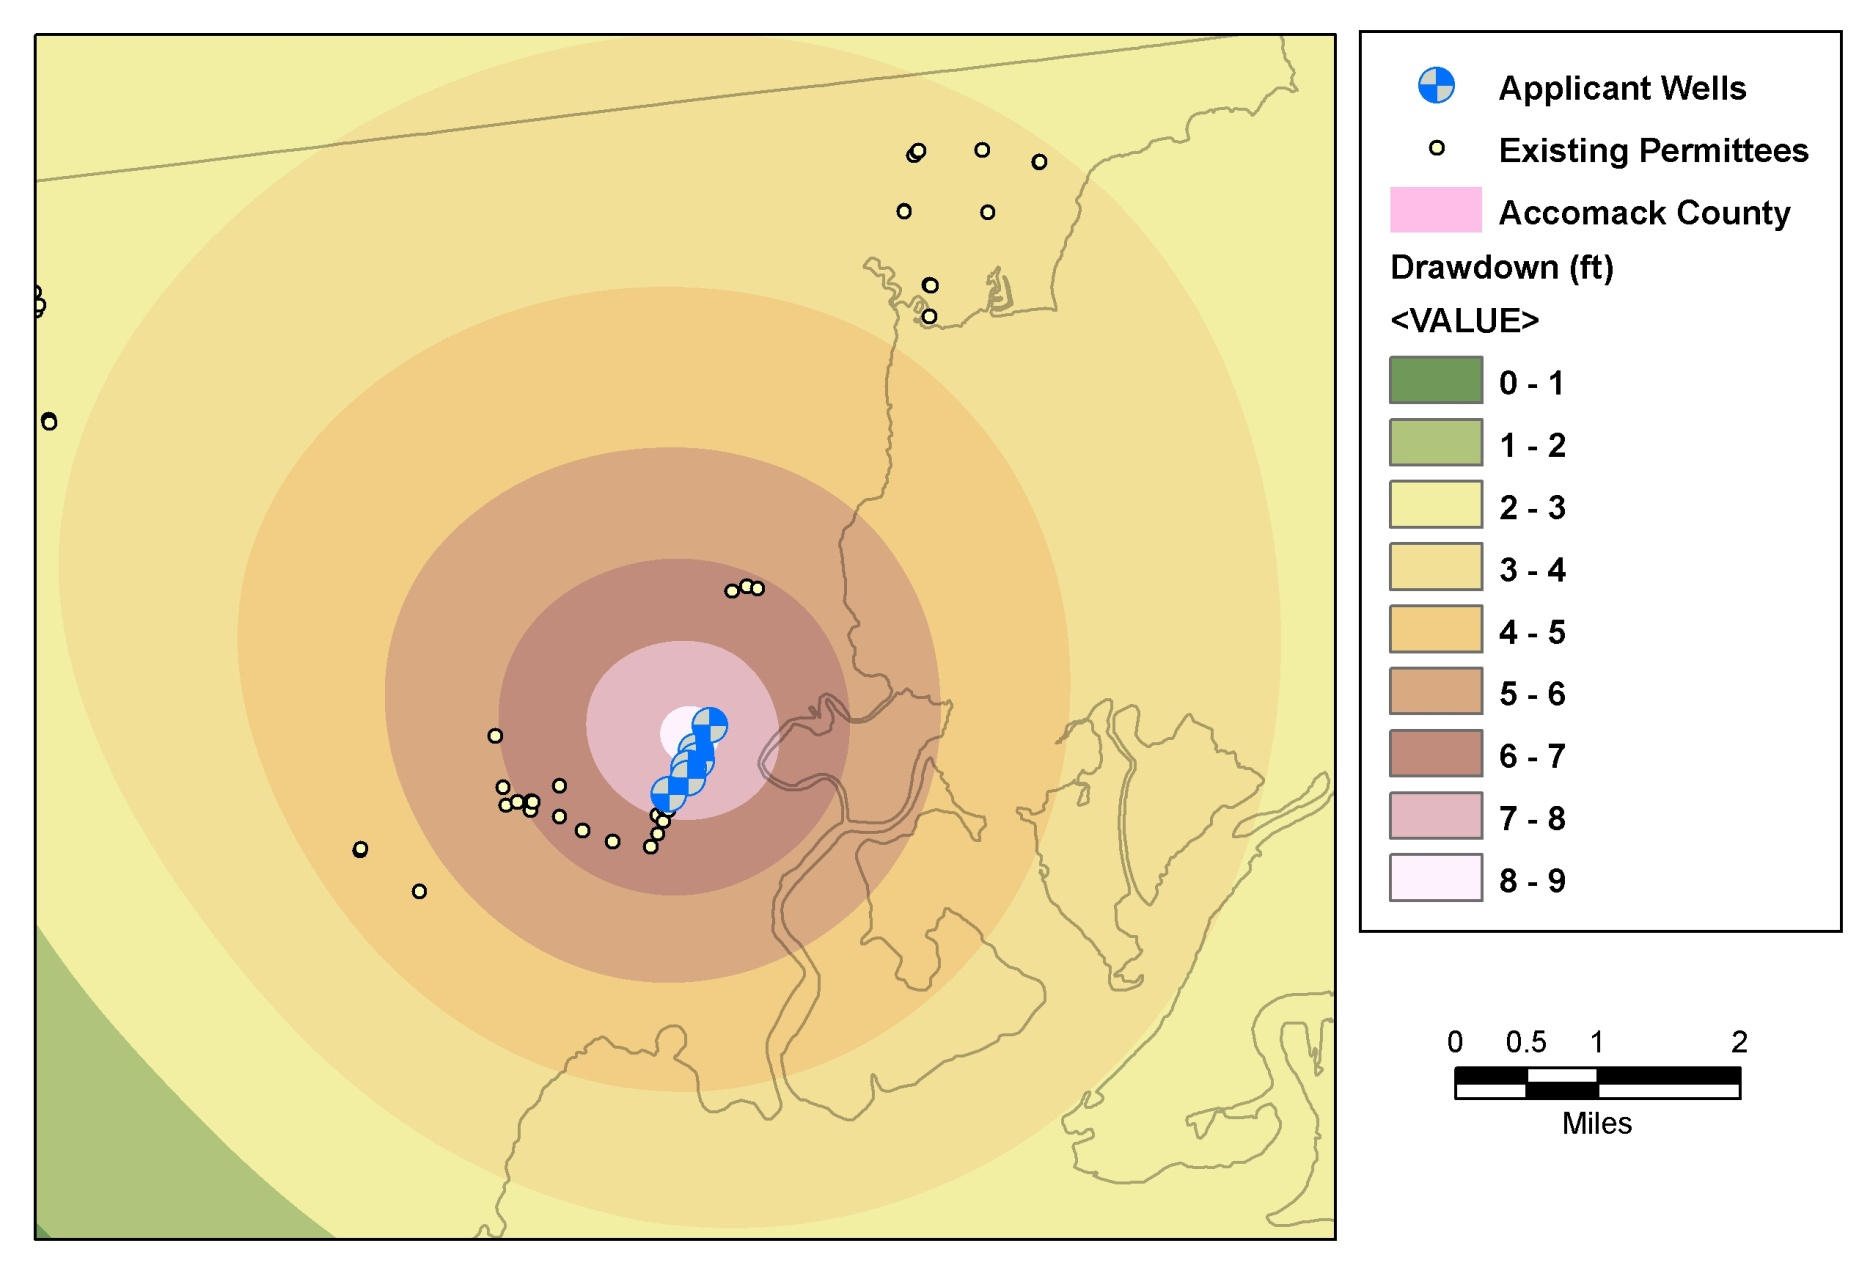 Applicant Wells
Existing Permittees
Accomack County
Drawdown (ft)
<VALUE>
0 - 1
1 - 2
2 - 3
3 - 4
4 - 5
5 - 6
6 - 7
7 - 8
8 - 9
0 0.5 1 2
Miles